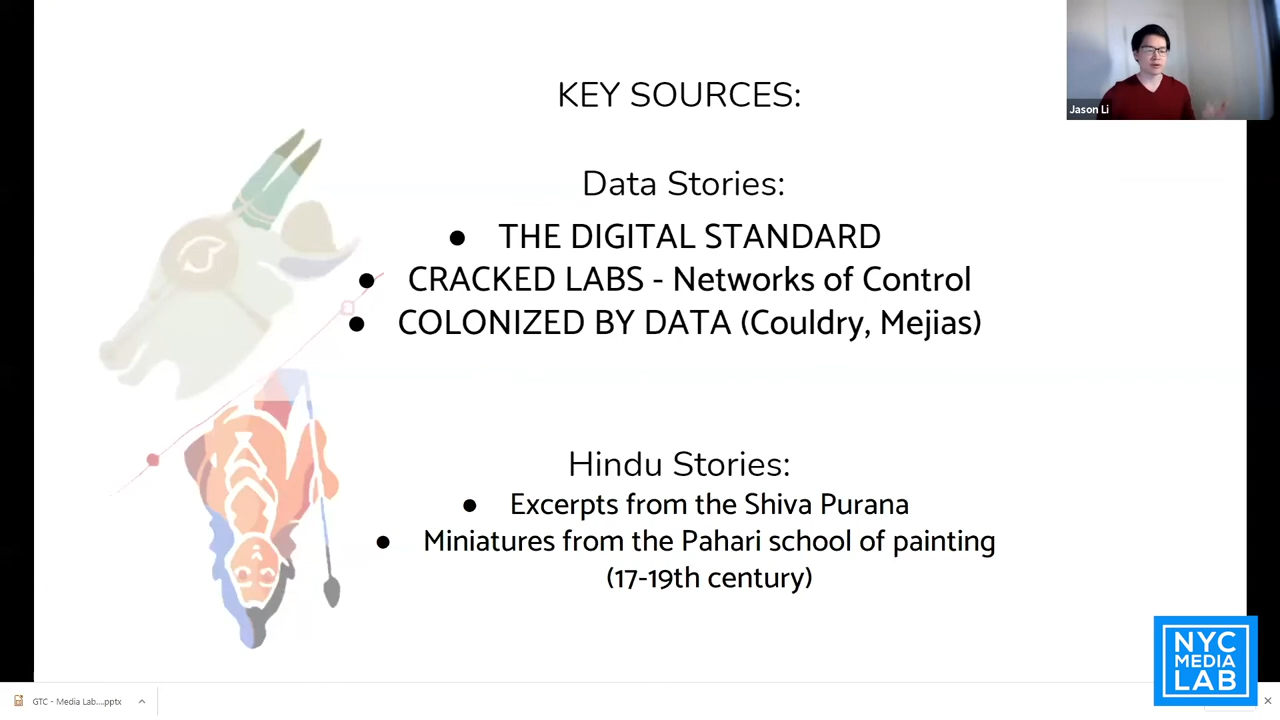 KEY SOURCES:
Jason Li
Data Stories:
● THE DIGITAL STANDARD
● CRACKED LABS - Networks of Control
● COLONIZED BY DATA (Couldry, Mejias)
Hindu Stories:
● Excerpts from the Shiva Purana
● Miniatures from the Pahari school of painting
(17-19th century)
NYC
MEDIA
LAB
GTC - Media Lab....pptx